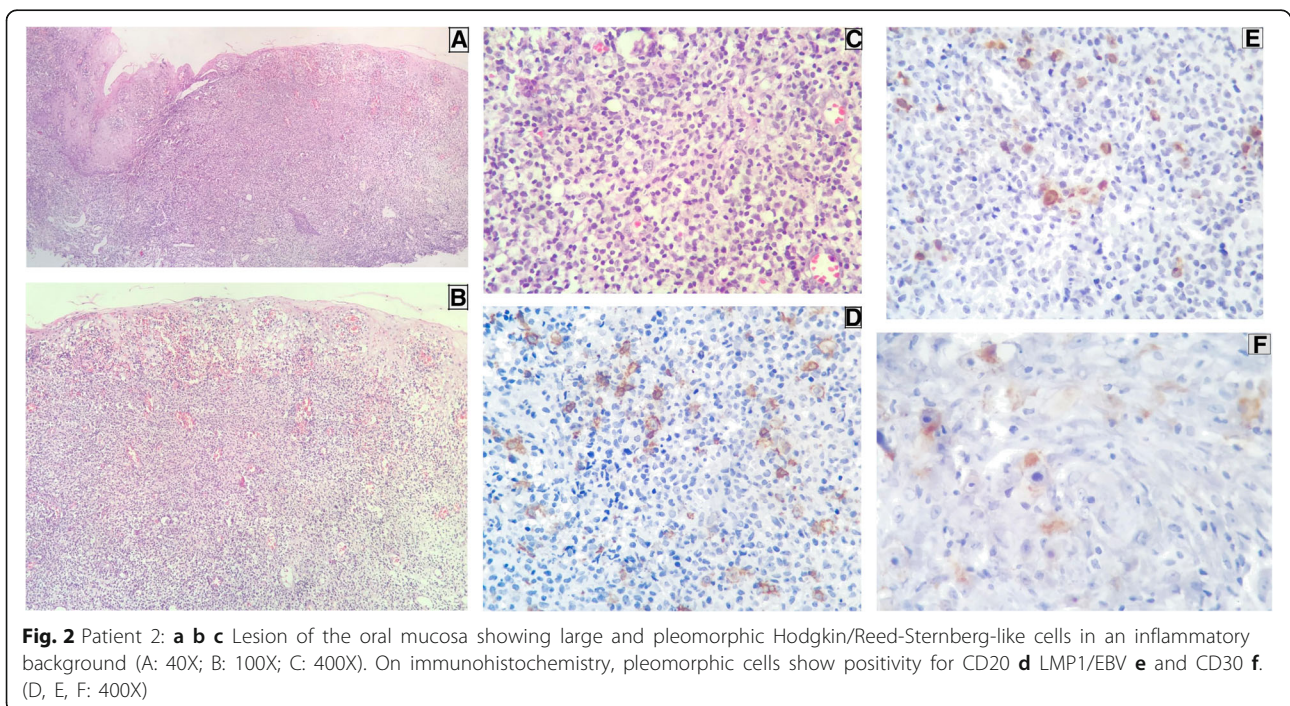 A
B
C
D
E
F
Fig. 2 Patient 2: a b c Lesion of the oral mucosa showing large and pleomorphic Hodgkin/Reed-Sternberg-like cells in an inflammatory
background (A: 40X; B: 100X; C: 400X). On immunohistochemistry, pleomorphic cells show positivity for CD20 d LMP1/EBV e and CD30 f.
(D, E, F: 400X)